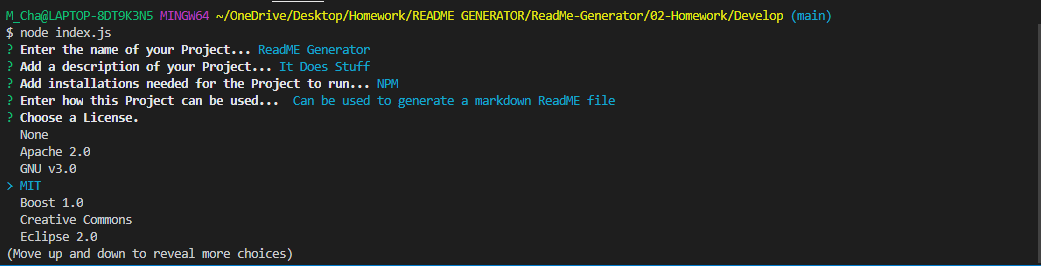 M_Cha@LAPTOP-8DT9K3N5 MINGW64 ~/OneDrive/Desktop/Homework/README GENERATOR/ReadMe-Generator/02-Homework/Develop (main)
$ node index.js
? Enter the name of your Project... ReadME Generator
? Add a description of your Project... It Does Stuff
? Add installations needed for the Project to run... NPM
? Enter how this Project can be used...  Can be used to generate a markdown ReadME file
? Choose a License.
None
Apache 2.0
GNU v3.0
> MIT
Boost 1.0
Creative Commons
Eclipse 2.0
(Move up and down to reveal more choices)